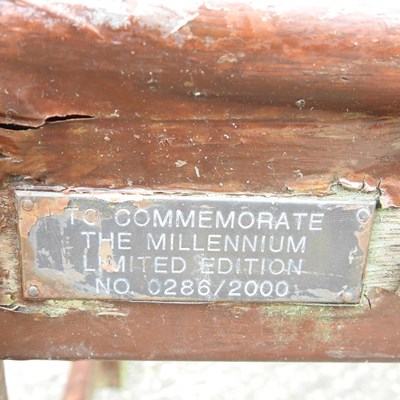 TO COMMEMORATE
THE MILLENNIUM
LIMITED EDITION
NO. 0286/2000